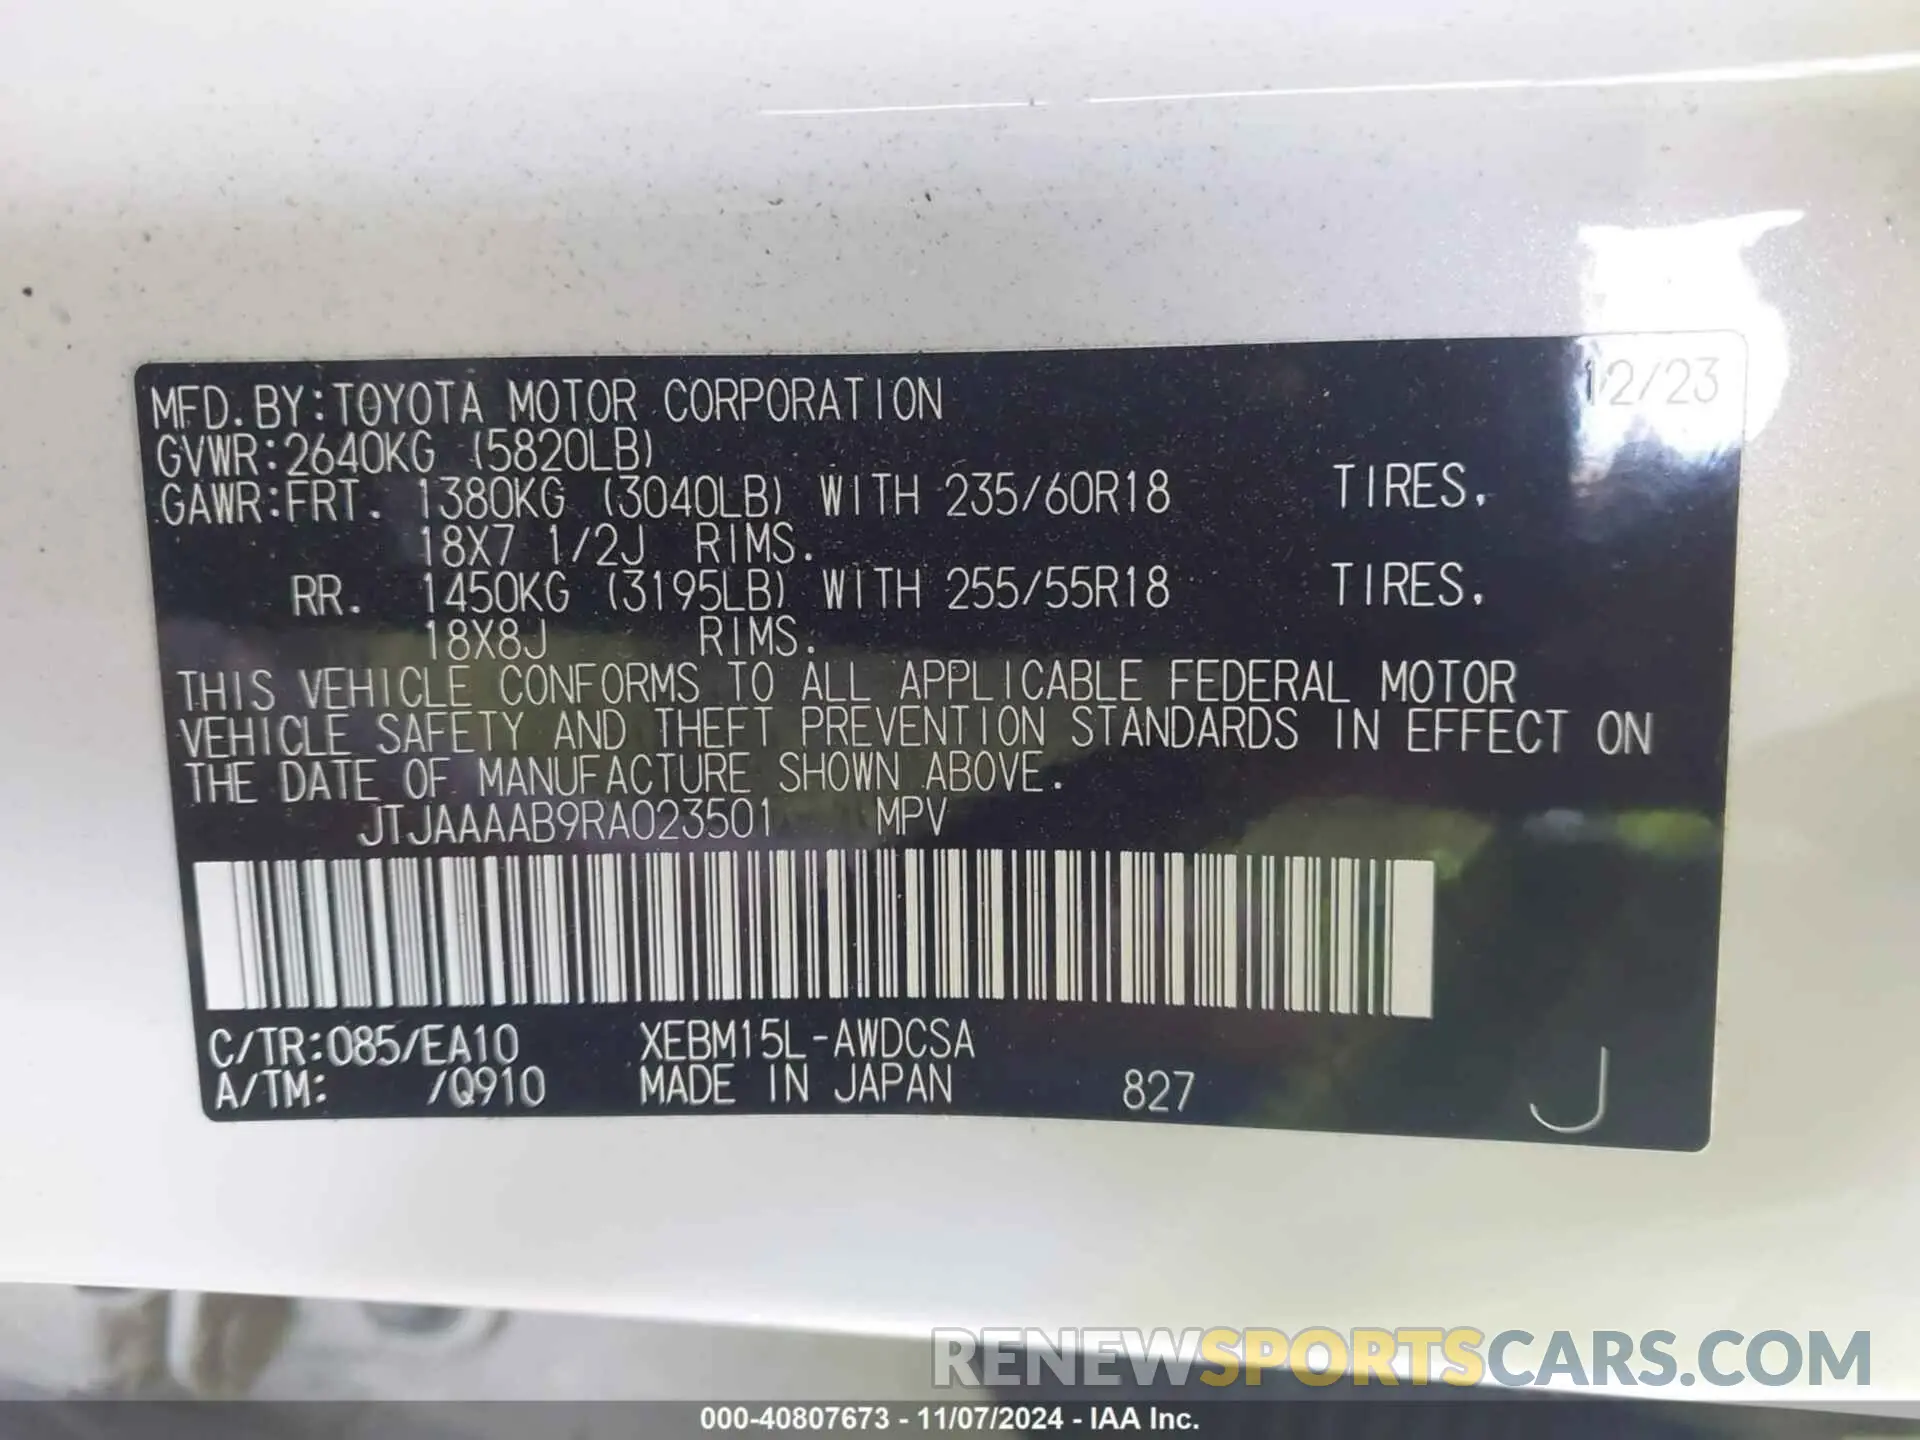 12/23
MFD.BY:TOYOTA MOTOR CORPORATION
GVWR:2640KG (5820LB)
GAWR:FRT. 1380KG (3040LB) WITH 235/60R18 TIRES,
18X7 1/2J RIMS.
RR. 1450KG (3195LB) WITH 255/55R18 TIRES,
18X8J RIMS.
THIS VEHICLE CONFORMS TO ALL APPLICABLE FEDERAL MOTOR
VEHICLE SAFETY AND THEFT PREVENTION STANDARDS IN EFFECT ON
THE DATE OF MANUFACTURE SHOWN ABOVE.
JTJAAAAB9RA023501 MPV
C/TR:085/EA10 XEBM15L-AWDCSA
A/TM: /Q910 MADE IN JAPAN 827 J
RENEWSPORTSCARS.COM
000-40807673 - 11/07/2024 - IAA Inc.